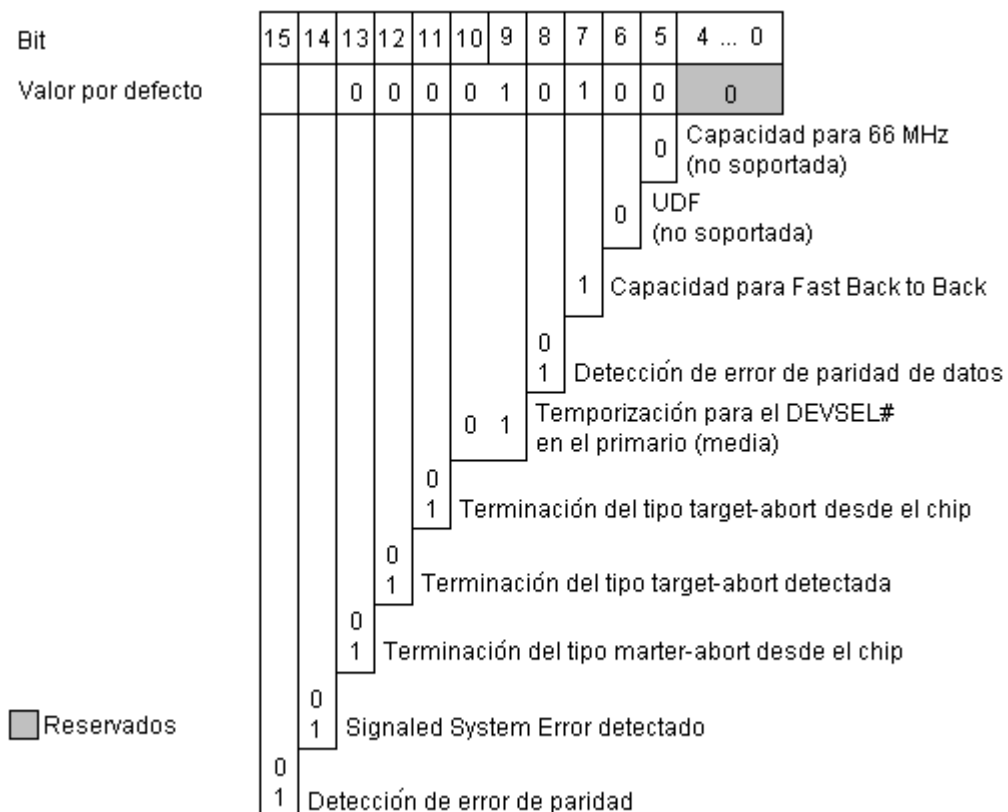 Bit 15 14 13 12 11 10 9 8 7 6 5 4 ... 0
Valor por defecto 0 0 0 0 1 0 1 0 0 0
0 Capacidad para 66 MHz
(no soportada)
0 UDF
(no soportada)
1 Capacidad para Fast Back to Back
0
1 Detección de error de paridad de datos
0 1 Temporización para el DEVSEL#
en el primario (media)
0
1 Terminación del tipo target-abort desde el chip
0
1 Terminación del tipo target-abort detectada
0
1 Terminación del tipo marter-abort desde el chip
0
1 Signaled System Error detectado
Reservados
0
1 Detección de error de paridad